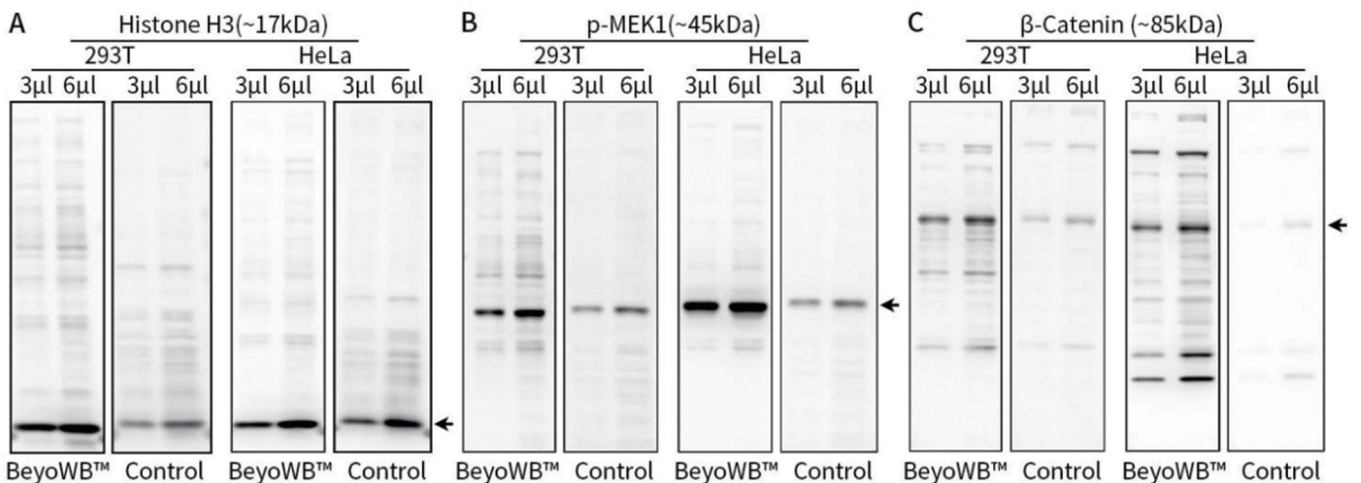 A Histone H3(~17kDa) B p-MEK1(~45kDa) C β-Catenin (~85kDa)
293T HeLa 293T HeLa 293T HeLa
3μl 6μl 3μl 6μl 3μl 6μl 3μl 6μl 3μl 6μl 3μl 6μl 3μl 6μl 3μl 6μl 3μl 6μl 3μl 6μl 3μl 6μl 3μl 6μl
BeyoWB™ Control BeyoWB™ Control BeyoWB™ Control BeyoWB™ Control BeyoWB™ Control BeyoWB™ Control